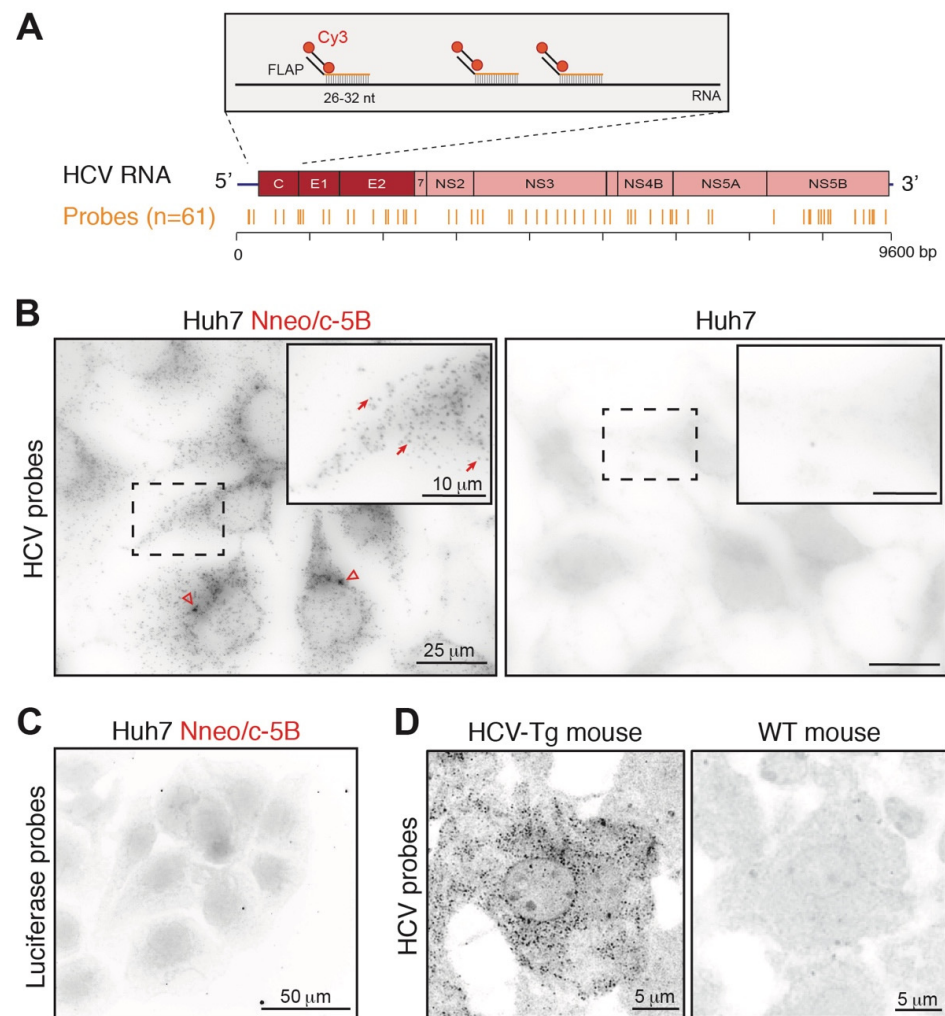 A
Cy3
FLAP
26-32 nt
RNA
HCV RNA
5’
C E1 E2 7 NS2 NS3 NS4B NS5A NS5B
3’
Probes (n=61)
0
9600 bp
B
Huh7 Nneo/c-5B
Huh7
HCV probes
10 μm
25 μm
C
Huh7 Nneo/c-5B
Luciferase probes
50 μm
D
HCV-Tg mouse
WT mouse
HCV probes
5 μm
5 μm